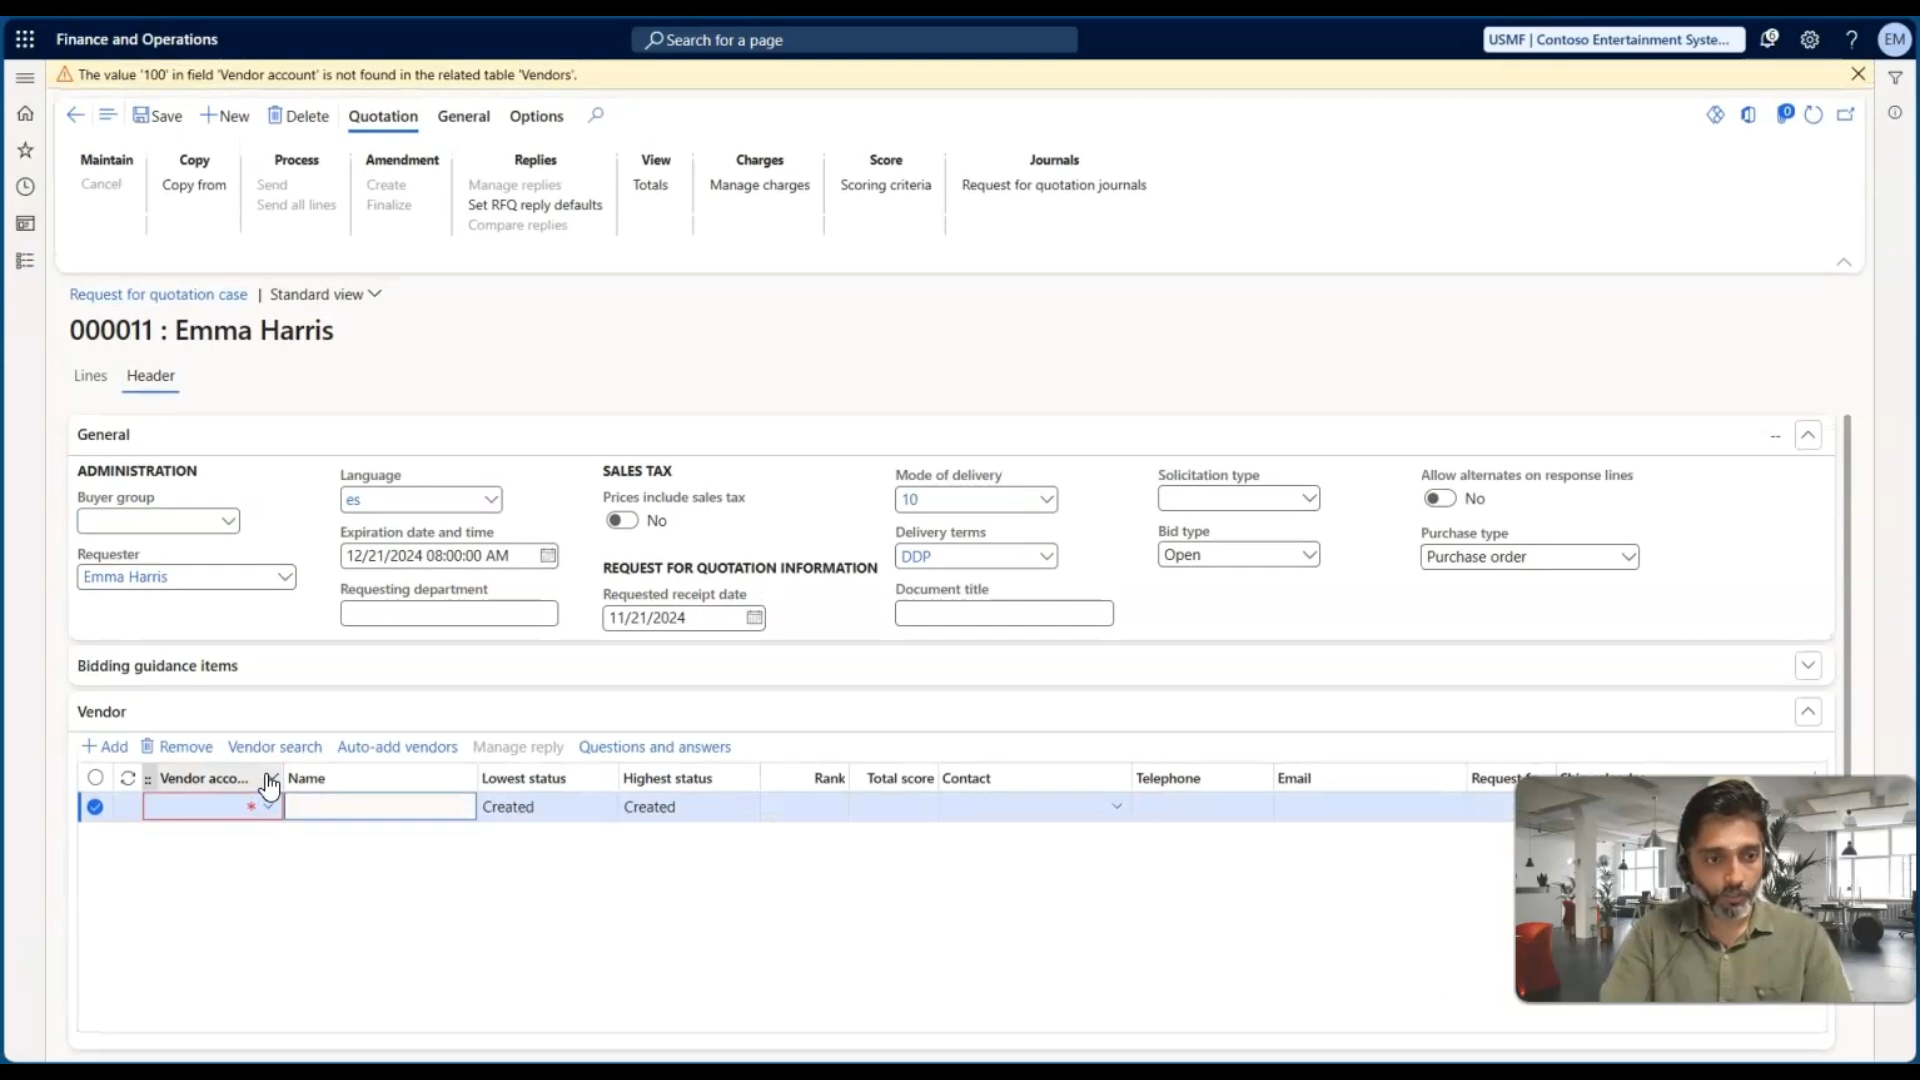 Finance and Operations
Search for a page
USMF | Contoso Entertainment Syste...
6
?
EM
The value '100' in field 'Vendor account' is not found in the related table 'Vendors'.
Save
New
Delete
Quotation
General
Options
0
Maintain
Cancel
Copy
Copy from
Process
Send
Send all lines
Amendment
Create
Finalize
Replies
Manage replies
Set RFQ reply defaults
Compare replies
View
Totals
Charges
Manage charges
Score
Scoring criteria
Journals
Request for quotation journals
Request for quotation case | Standard view
000011 : Emma Harris
Lines
Header
General
--
ADMINISTRATION
Buyer group
Requester
Emma Harris
Language
es
Expiration date and time
12/21/2024 08:00:00 AM
Requesting department
SALES TAX
Prices include sales tax
No
REQUEST FOR QUOTATION INFORMATION
Requested receipt date
11/21/2024
Mode of delivery
10
Delivery terms
DDP
Document title
Solicitation type
Bid type
Open
Allow alternates on response lines
No
Purchase type
Purchase order
Bidding guidance items
Vendor
+ Add
Remove
Vendor search
Auto-add vendors
Manage reply
Questions and answers
Vendor acco...
Name
Lowest status
Highest status
Rank
Total score
Contact
Telephone
Email
Request
*
Created
Created